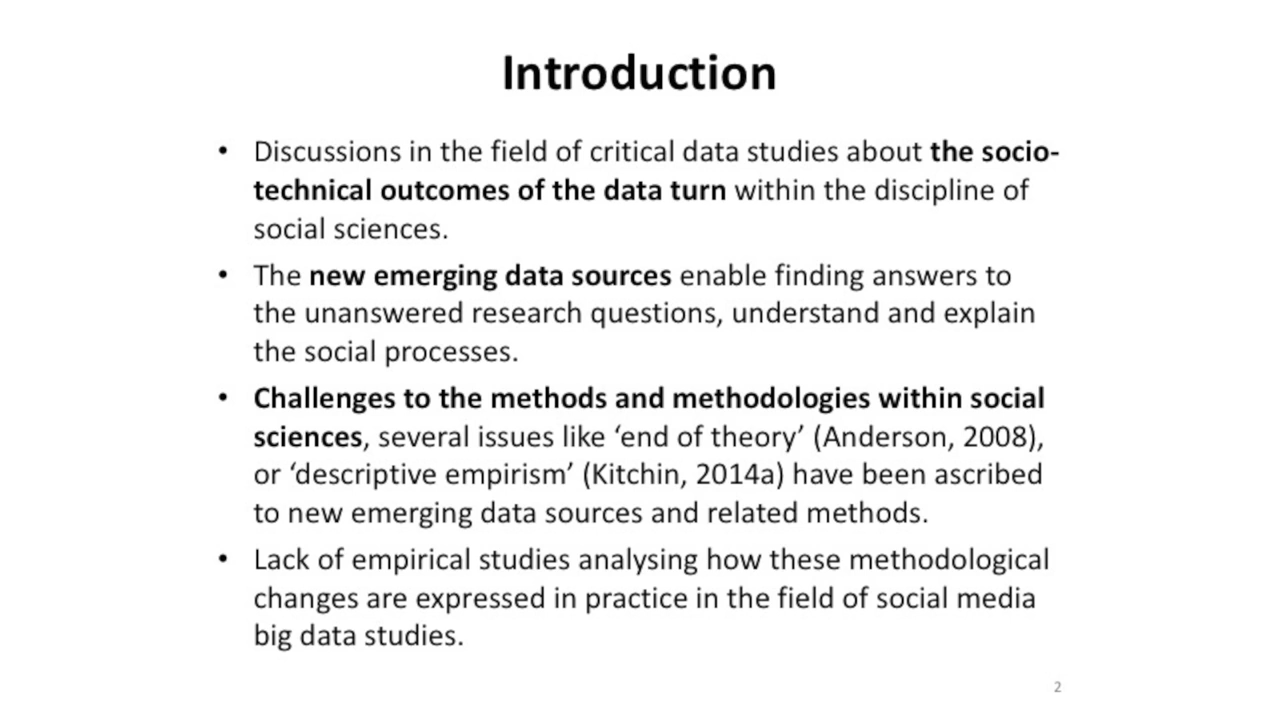 Introduction
• Discussions in the field of critical data studies about the socio-
technical outcomes of the data turn within the discipline of
social sciences.
• The new emerging data sources enable finding answers to
the unanswered research questions, understand and explain
the social processes.
• Challenges to the methods and methodologies within social
sciences, several issues like ‘end of theory’ (Anderson, 2008),
or ‘descriptive empirism’ (Kitchin, 2014a) have been ascribed
to new emerging data sources and related methods.
• Lack of empirical studies analysing how these methodological
changes are expressed in practice in the field of social media
big data studies.
2